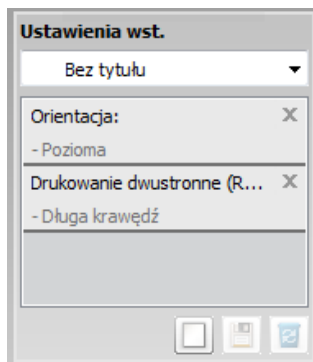 Ustawienia wst.
Bez tytułu
Orientacja:
- Pozioma
Drukowanie dwustronne (R...
- Długa krawędź